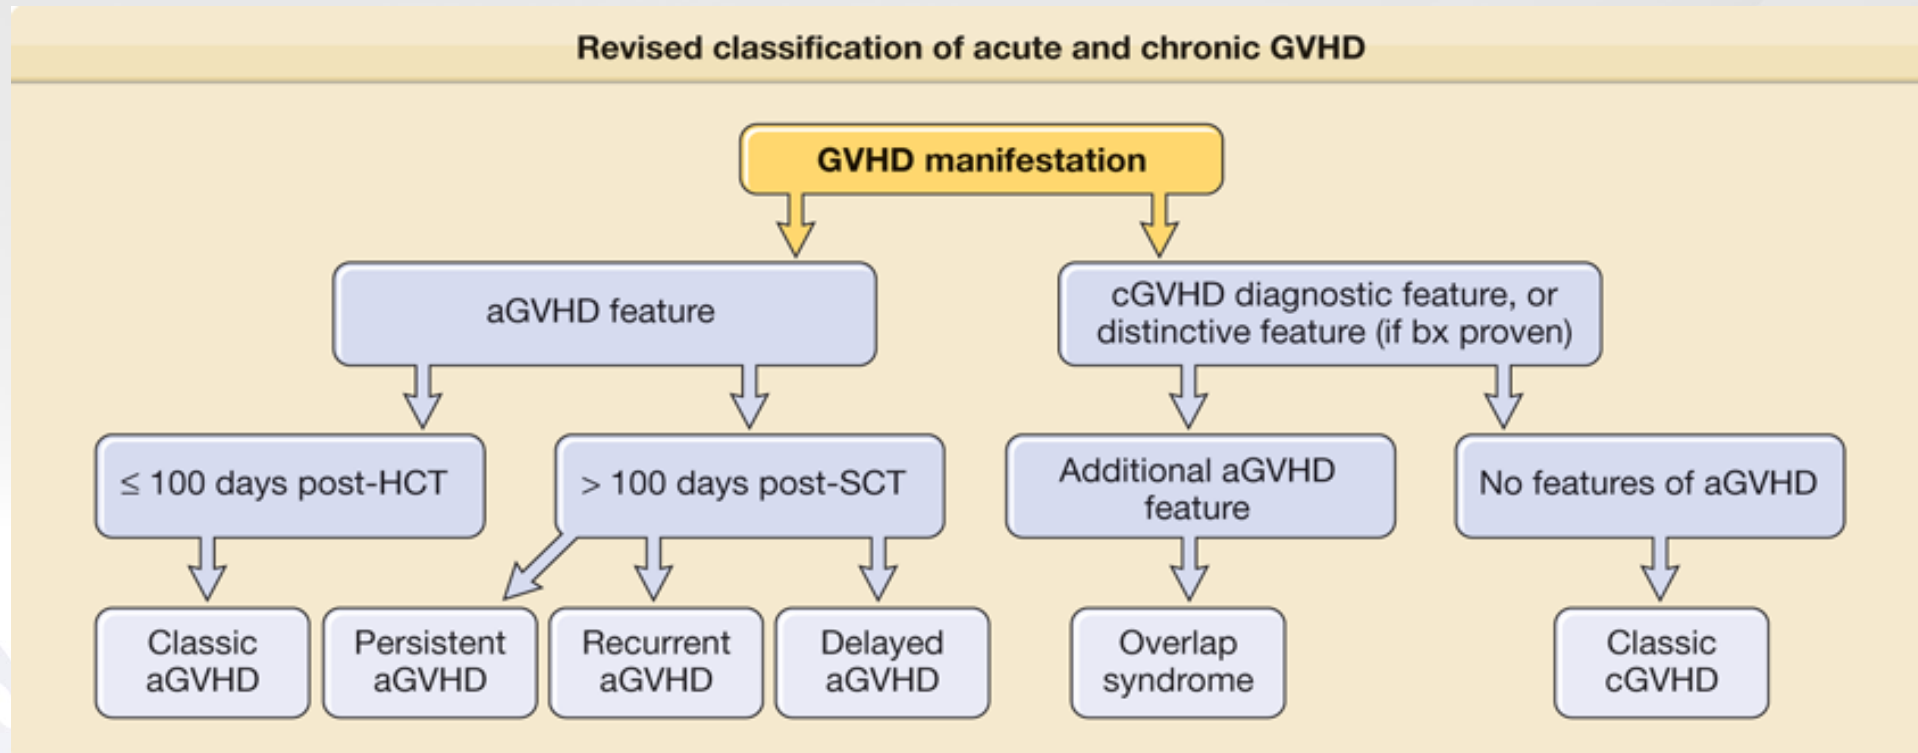 Revised classification of acute and chronic GVHD
GVHD manifestation
aGVHD feature
cGVHD diagnostic feature, or
distinctive feature (if bx proven)
≤ 100 days post-HCT
> 100 days post-SCT
Additional aGVHD
feature
No features of aGVHD
Classic
aGVHD
Persistent
aGVHD
Recurrent
aGVHD
Delayed
aGVHD
Overlap
syndrome
Classic
cGVHD